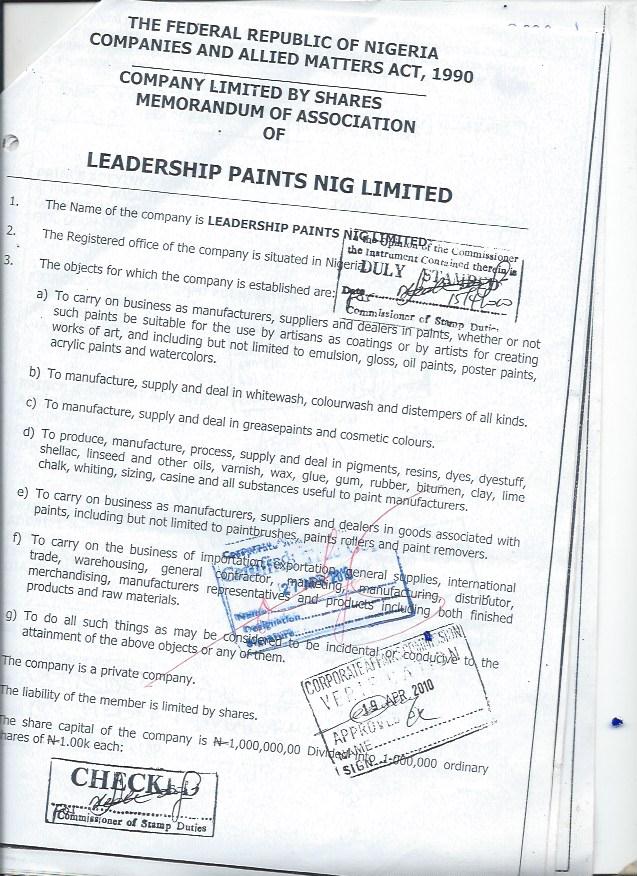 THE FEDERAL REPUBLIC OF NIGERIA
COMPANIES AND ALLIED MATTERS ACT, 1990
COMPANY LIMITED BY SHARES
MEMORANDUM OF ASSOCIATION
OF
LEADERSHIP PAINTS NIG LIMITED
1. The Name of the company is LEADERSHIP PAINTS NIG LIMITED.
2. The Registered office of the company is situated in Nigeria
3. The objects for which the company is established are:
the Opinion of the Commissioner
the Instrument Contained therein is
DULY STAMPED
Date
Commissioner of Stamp Duties
a) To carry on business as manufacturers, suppliers and dealers in paints, whether or not
such paints be suitable for the use by artisans as coatings or by artists for creating
works of art, and including but not limited to emulsion, gloss, oil paints, poster paints,
acrylic paints and watercolors.
b) To manufacture, supply and deal in whitewash, colourwash and distempers of all kinds.
c) To manufacture, supply and deal in greasepaints and cosmetic colours.
d) To produce, manufacture, process, supply and deal in pigments, resins, dyes, dyestuff,
shellac, linseed and other oils, varnish, wax, glue, gum, rubber, bitumen, clay, lime
chalk, whiting, sizing, casine and all substances useful to paint manufacturers.
e) To carry on business as manufacturers, suppliers and dealers in goods associated with
paints, including but not limited to paintbrushes, paints rollers and paint removers.
f) To carry on the business of importation, exportation, general supplies, international
trade, warehousing, general contractor, marketing, manufacturing, distributor,
merchandising, manufacturers representatives and products including both finished
products and raw materials.
27 APR 2010
Name
Designation
Signature
g) To do all such things as may be considered to be incidental or conducive to the
attainment of the above objects or any of them.
The company is a private company.
The liability of the member is limited by shares.
The share capital of the company is N-1,000,000,00 Divided into 1,000,000 ordinary
hares of N-1.00k each:
CORPORATE AFFAIRS COMMISSION
VERIFICATION
19 APR 2010
APPROVED
NAME
SIGN
CHECK
Commissioner of Stamp Duties